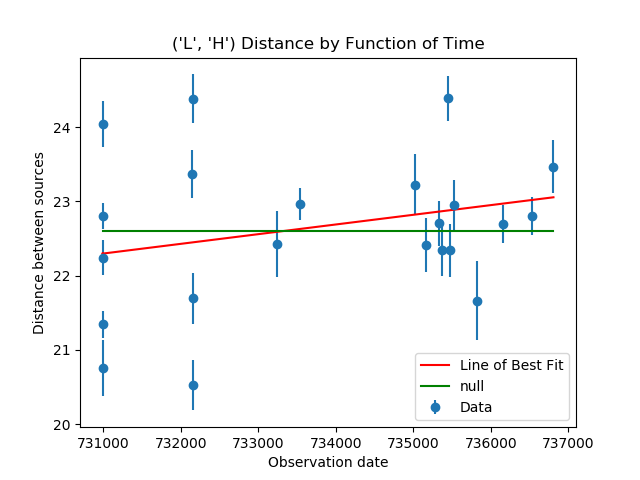 ('L', 'H') Distance by Function of Time
Distance between sources
24
23
22
21
20
731000 732000 733000 734000 735000 736000 737000
Observation date
Line of Best Fit
null
Data